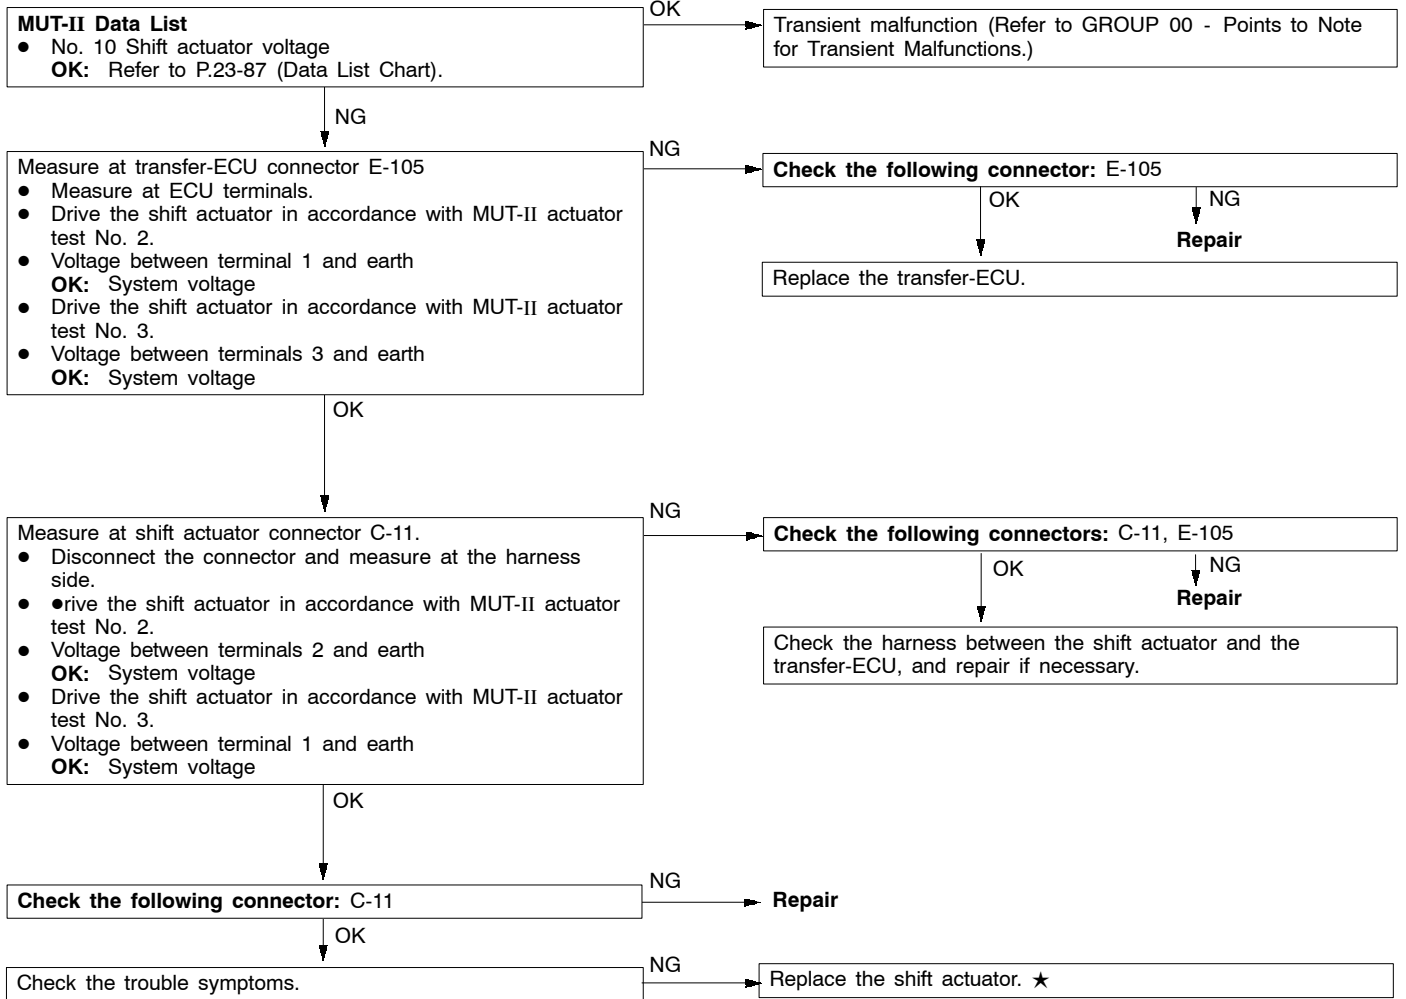 MUT-II Data List
● No. 10 Shift actuator voltage
OK: Refer to P.23-87 (Data List Chart).
OK
Transient malfunction (Refer to GROUP 00 - Points to Note
for Transient Malfunctions.)
NG
Measure at transfer-ECU connector E-105
● Measure at ECU terminals.
● Drive the shift actuator in accordance with MUT-II actuator
test No. 2.
● Voltage between terminal 1 and earth
OK: System voltage
● Drive the shift actuator in accordance with MUT-II actuator
test No. 3.
● Voltage between terminals 3 and earth
OK: System voltage
NG
Check the following connector: E-105
OK
NG
Repair
Replace the transfer-ECU.
OK
Measure at shift actuator connector C-11.
● Disconnect the connector and measure at the harness
side.
● ●rive the shift actuator in accordance with MUT-II actuator
test No. 2.
● Voltage between terminals 2 and earth
OK: System voltage
● Drive the shift actuator in accordance with MUT-II actuator
test No. 3.
● Voltage between terminal 1 and earth
OK: System voltage
NG
Check the following connectors: C-11, E-105
OK
NG
Repair
Check the harness between the shift actuator and the
transfer-ECU, and repair if necessary.
OK
Check the following connector: C-11
NG
Repair
OK
Check the trouble symptoms.
NG
Replace the shift actuator. ★